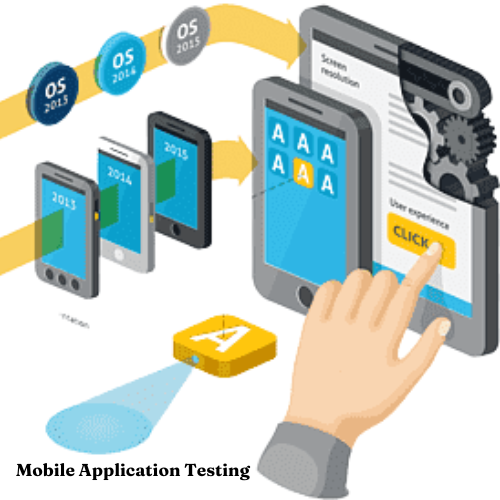 OS
2013
OS
2014
OS
2015
Screen
resolution
2013
2014
2015
A A A
A A A
User experience
CLICK
A
Mobile Application Testing